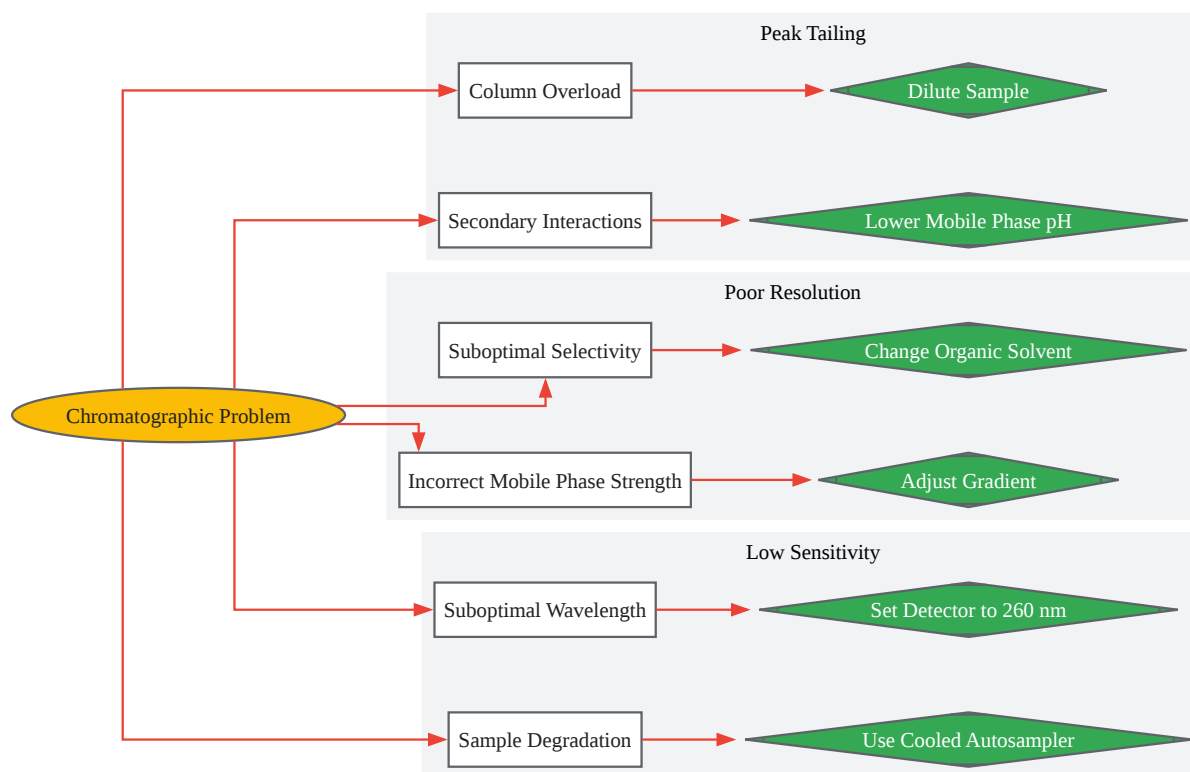 Peak Tailing
Column Overload
Dilute Sample
Secondary Interactions
Lower Mobile Phase pH
Poor Resolution
Suboptimal Selectivity
Change Organic Solvent
Chromatographic Problem
Incorrect Mobile Phase Strength
Adjust Gradient
Low Sensitivity
Suboptimal Wavelength
Set Detector to 260 nm
Sample Degradation
Use Cooled Autosampler